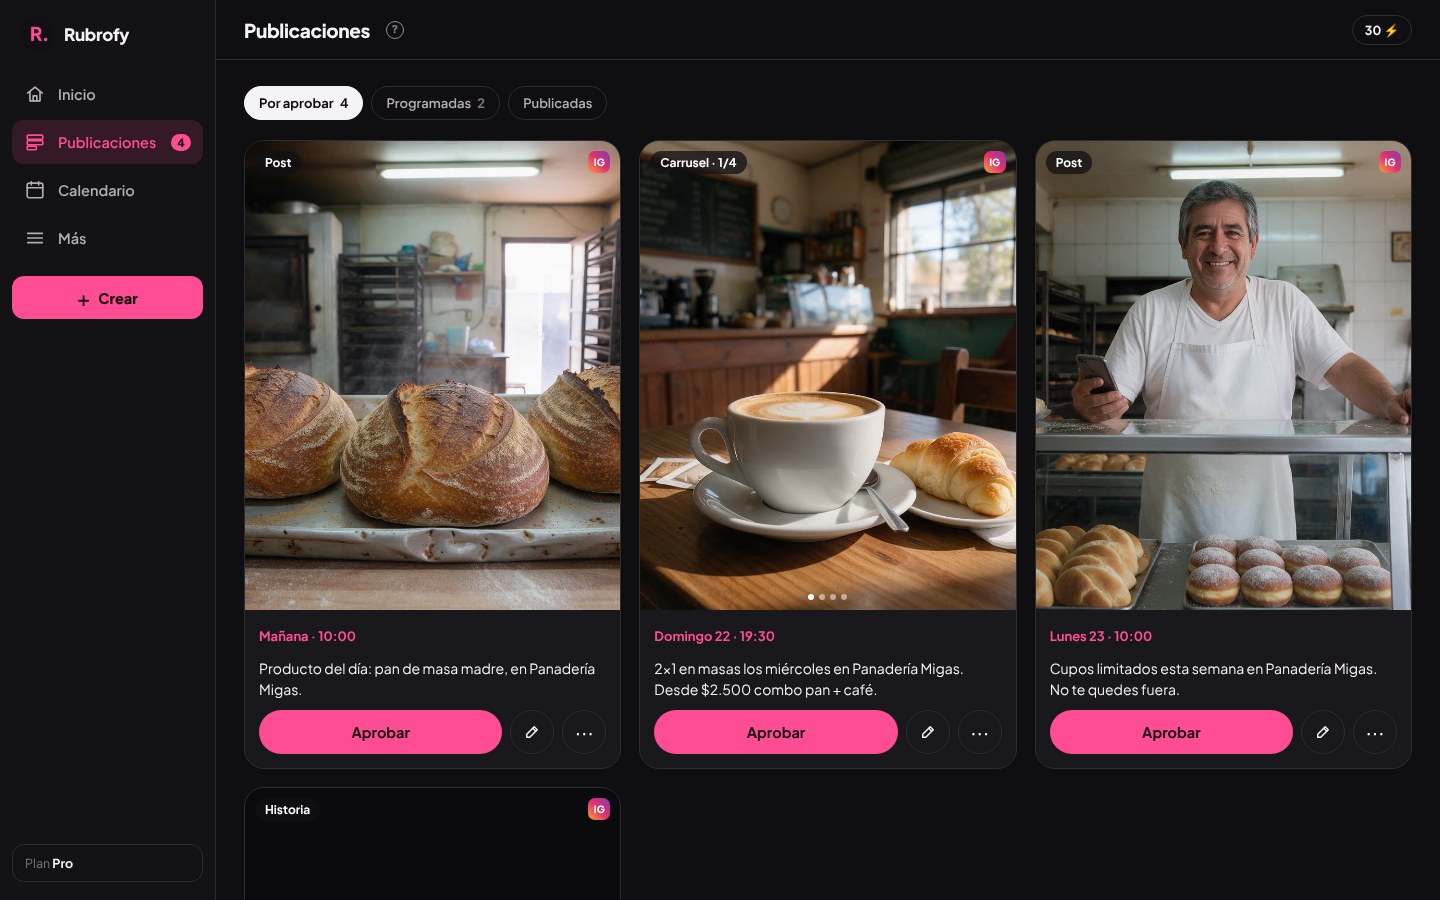 R. Rubrofy
Inicio
Publicaciones 4
Calendario
Más
+ Crear
Plan Pro
Publicaciones ?
30 ⚡
Por aprobar 4
Programadas 2
Publicadas
Post
IG
Mañana · 10:00
Producto del día: pan de masa madre, en Panadería
Migas.
Aprobar
Carrusel · 1/4
IG
Domingo 22 · 19:30
2×1 en masas los miércoles en Panadería Migas.
Desde $2.500 combo pan + café.
Aprobar
Post
IG
Lunes 23 · 10:00
Cupos limitados esta semana en Panadería Migas.
No te quedes fuera.
Aprobar
Historia
IG